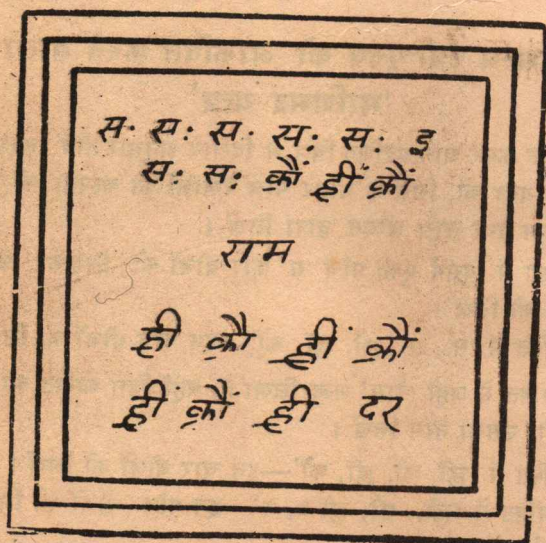 स. सः स. सः स. इ
सः सः क्रौं ह्रीं क्रौं
राम
ह्री क्रौ ह्रीं क्रौं
ह्री क्रौं ह्री दर